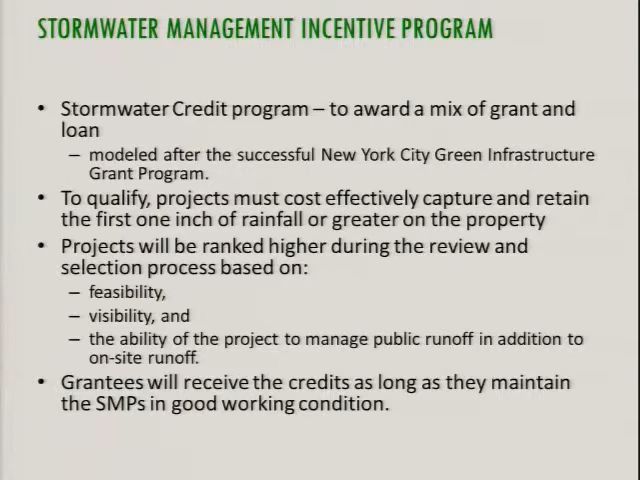 STORMWATER MANAGEMENT INCENTIVE PROGRAM
• Stormwater Credit program – to award a mix of grant and
loan
– modeled after the successful New York City Green Infrastructure
Grant Program.
• To qualify, projects must cost effectively capture and retain
the first one inch of rainfall or greater on the property
• Projects will be ranked higher during the review and
selection process based on:
– feasibility,
– visibility, and
– the ability of the project to manage public runoff in addition to
on-site runoff.
• Grantees will receive the credits as long as they maintain
the SMPs in good working condition.